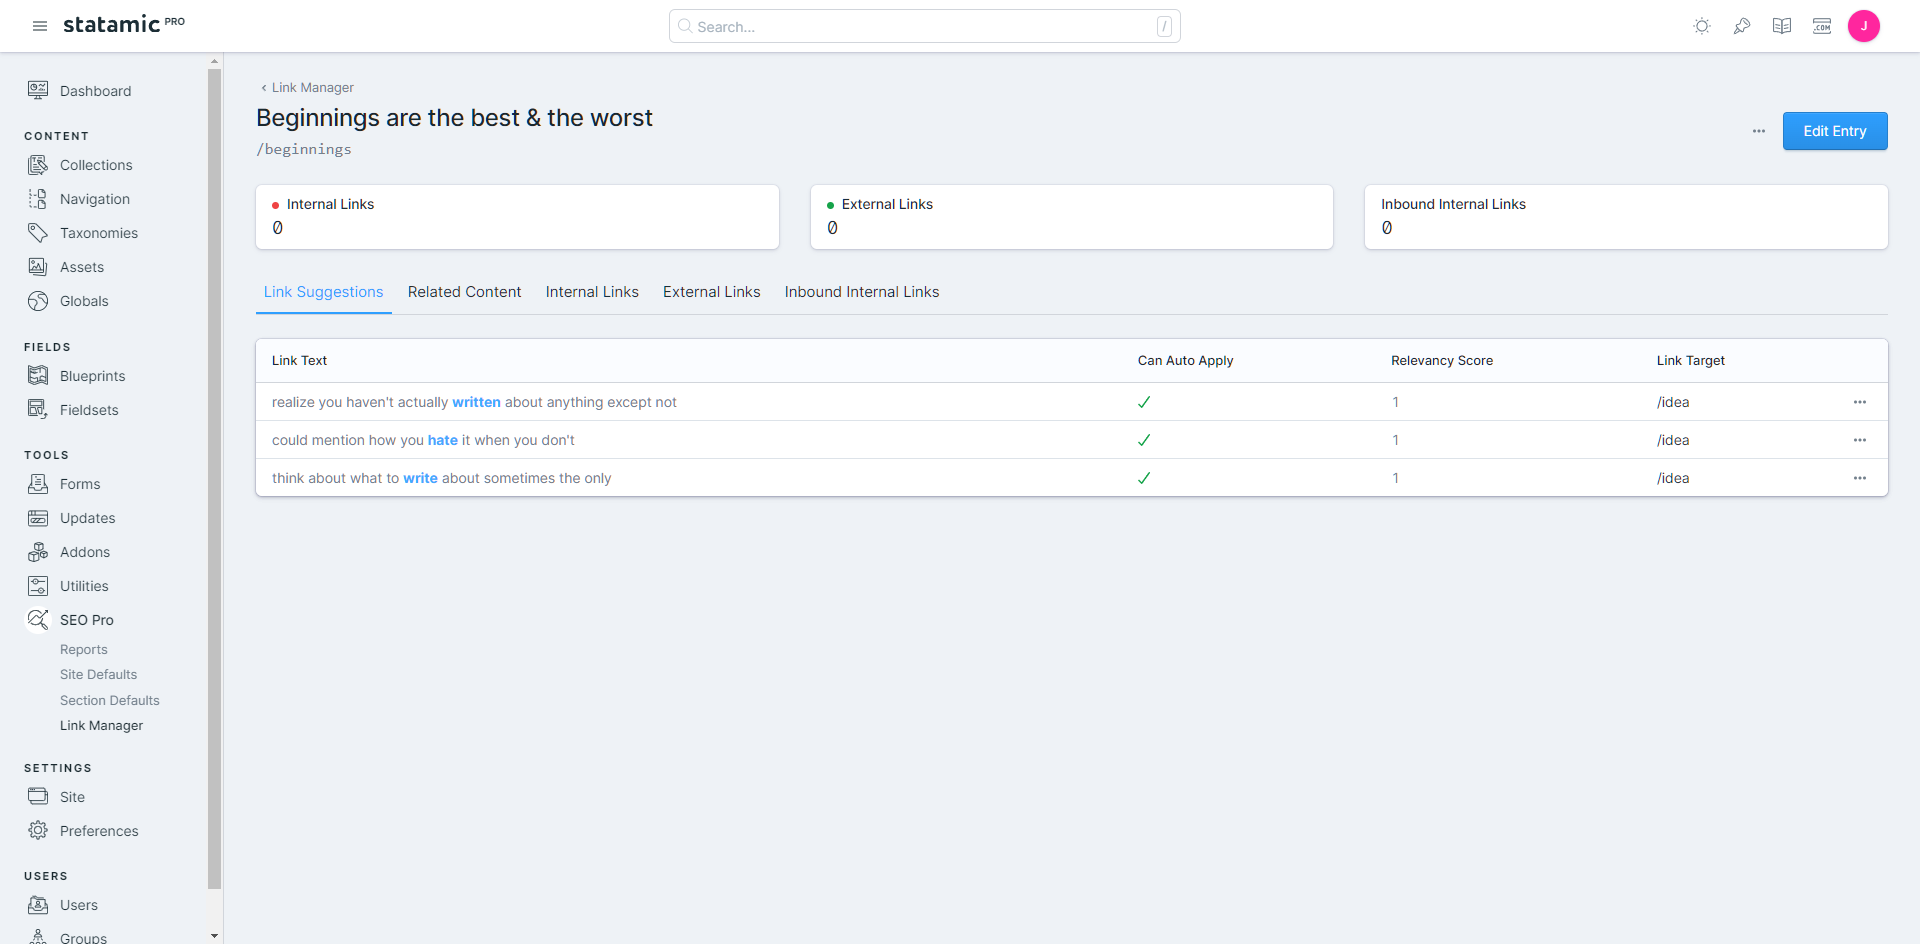 statamic PRO
Search...
/
.COM
J
Dashboard
CONTENT
Collections
Navigation
Taxonomies
Assets
Globals
FIELDS
Blueprints
Fieldsets
TOOLS
Forms
Updates
Addons
Utilities
SEO Pro
Reports
Site Defaults
Section Defaults
Link Manager
SETTINGS
Site
Preferences
USERS
Users
Groups
‹ Link Manager
Beginnings are the best & the worst
/beginnings
Edit Entry
Internal Links
0
External Links
0
Inbound Internal Links
0
Link Suggestions Related Content Internal Links External Links Inbound Internal Links
Link Text Can Auto Apply Relevancy Score Link Target
realize you haven't actually written about anything except not 1 /idea
could mention how you hate it when you don't 1 /idea
think about what to write about sometimes the only 1 /idea